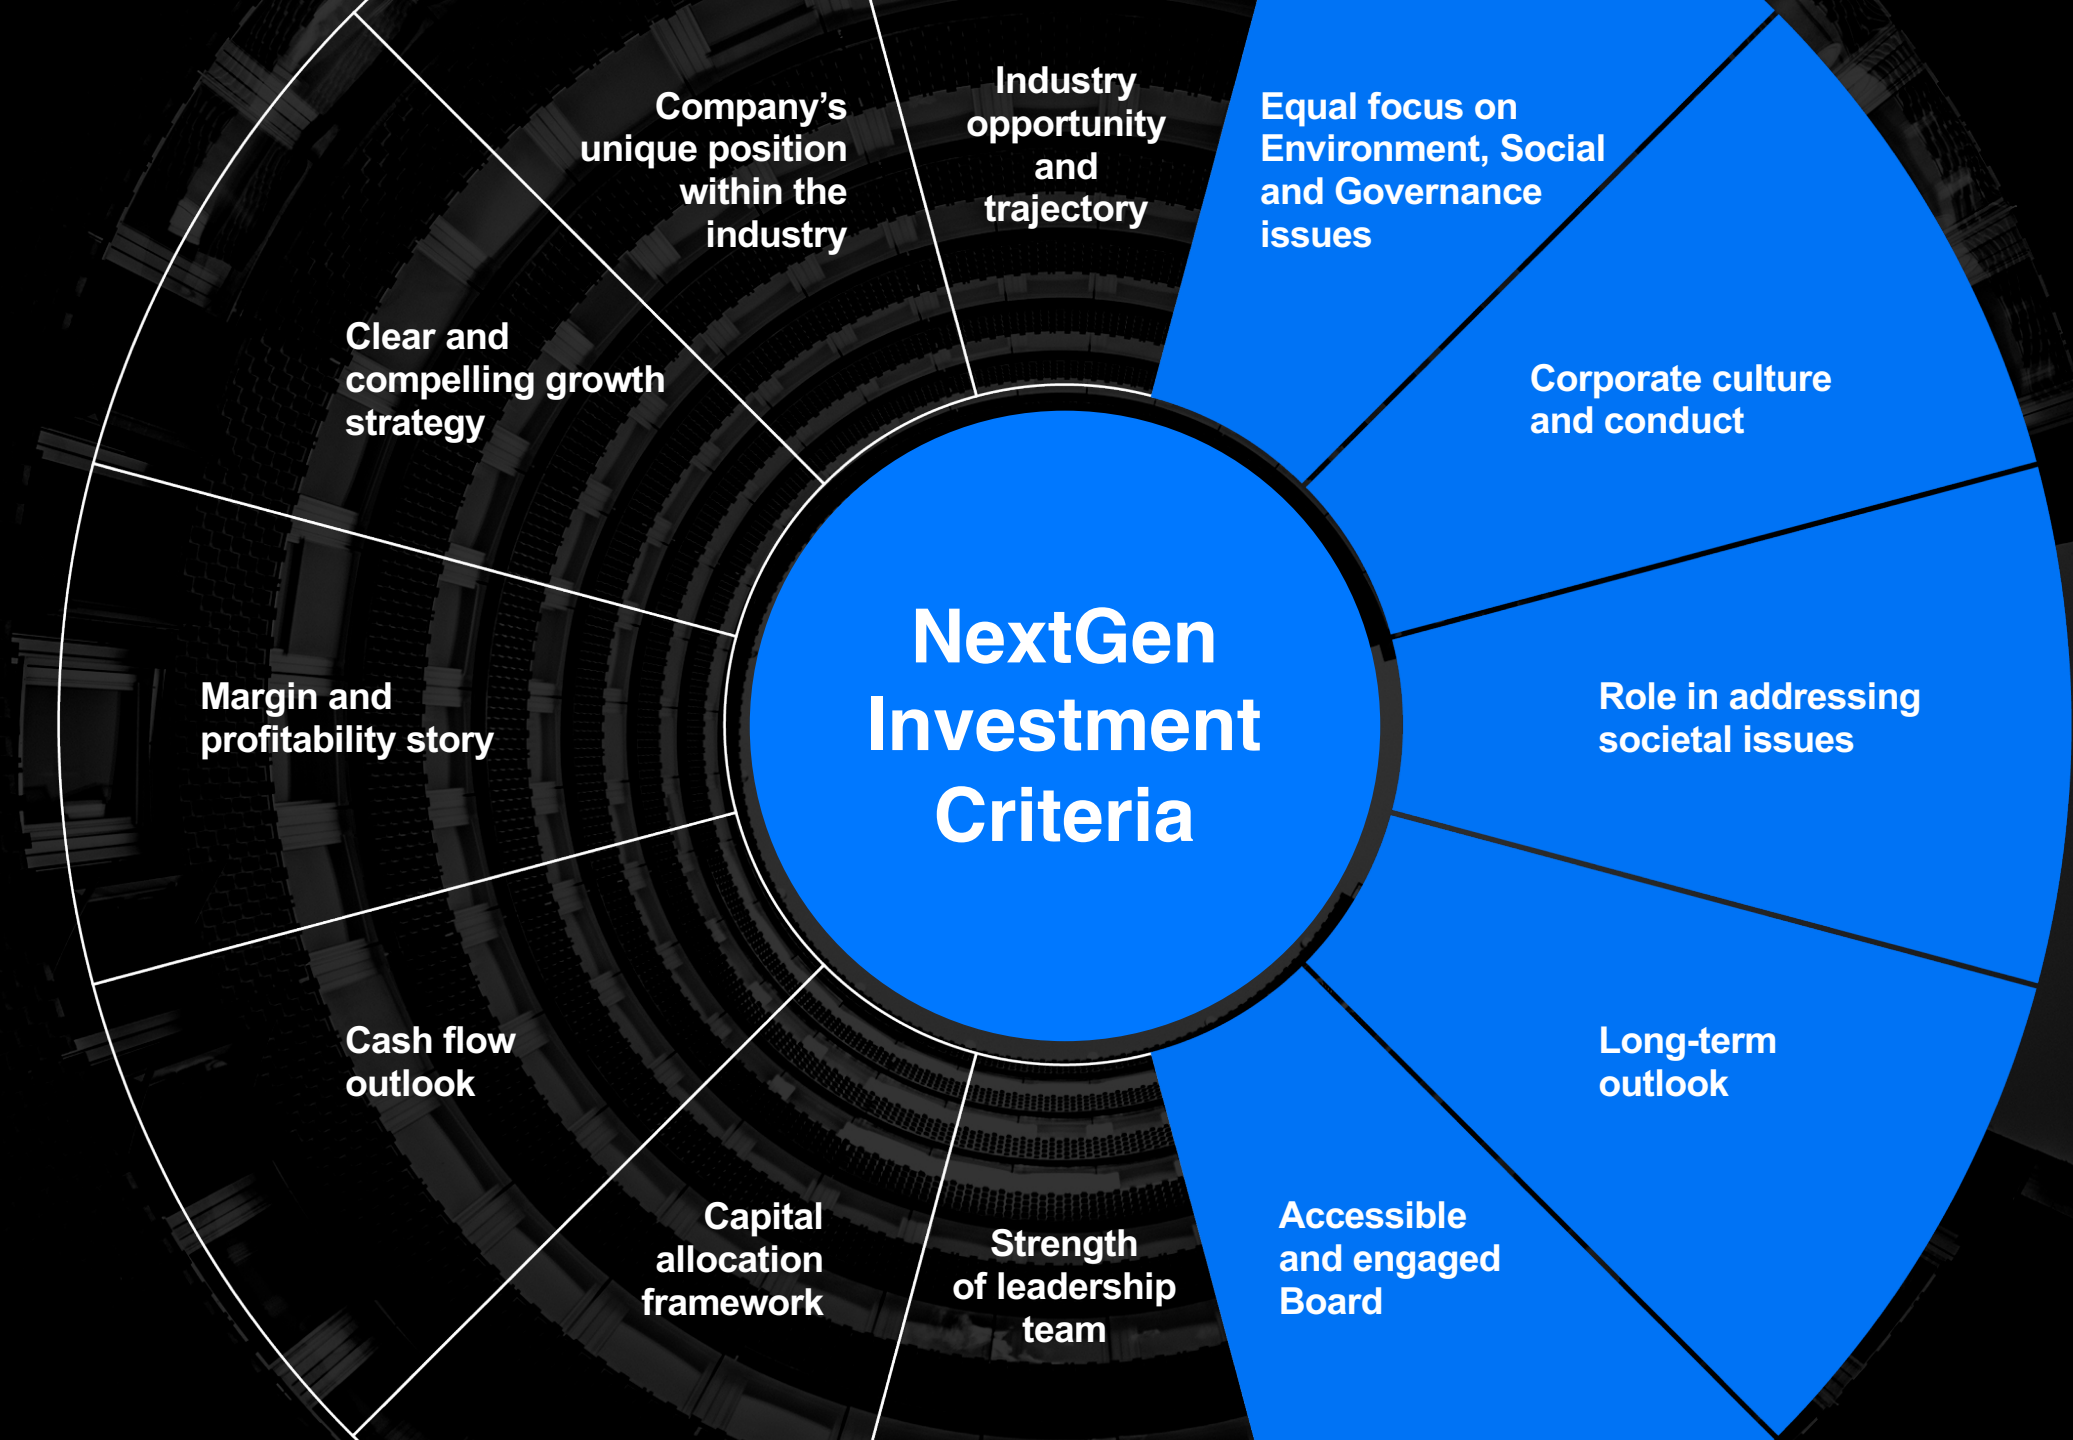 Industry
opportunity
and
trajectory
Equal focus on
Environment, Social
and Governance
issues
Corporate culture
and conduct
Role in addressing
societal issues
Long-term
outlook
Accessible
and engaged
Board
Strength
of leadership
team
Capital
allocation
framework
Cash flow
outlook
Margin and
profitability story
Clear and
compelling growth
strategy
Company’s
unique position
within the
industry
NextGen
Investment
Criteria